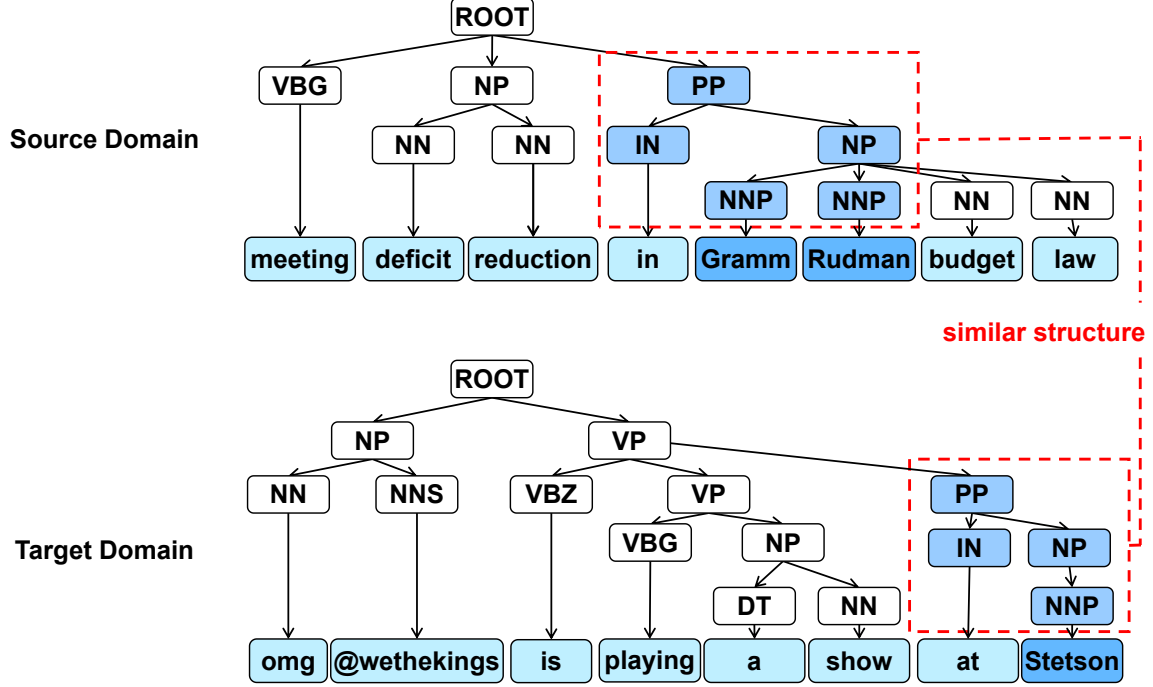 ROOT
VBG NP PP
Source Domain
NN NN IN NP
NNP NNP NN NN
meeting deficit reduction in Gramm Rudman budget law
similar structure
ROOT
NP VP
NN NNS VBZ VP PP
Target Domain
VBG NP IN NP
DT NN NNP
omg @wethekings is playing a show at Stetson